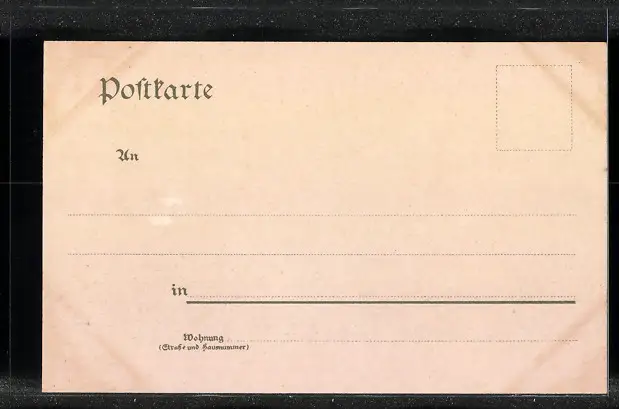 Postkarte
An
in
Wohnung
(Straße und Hausnummer)